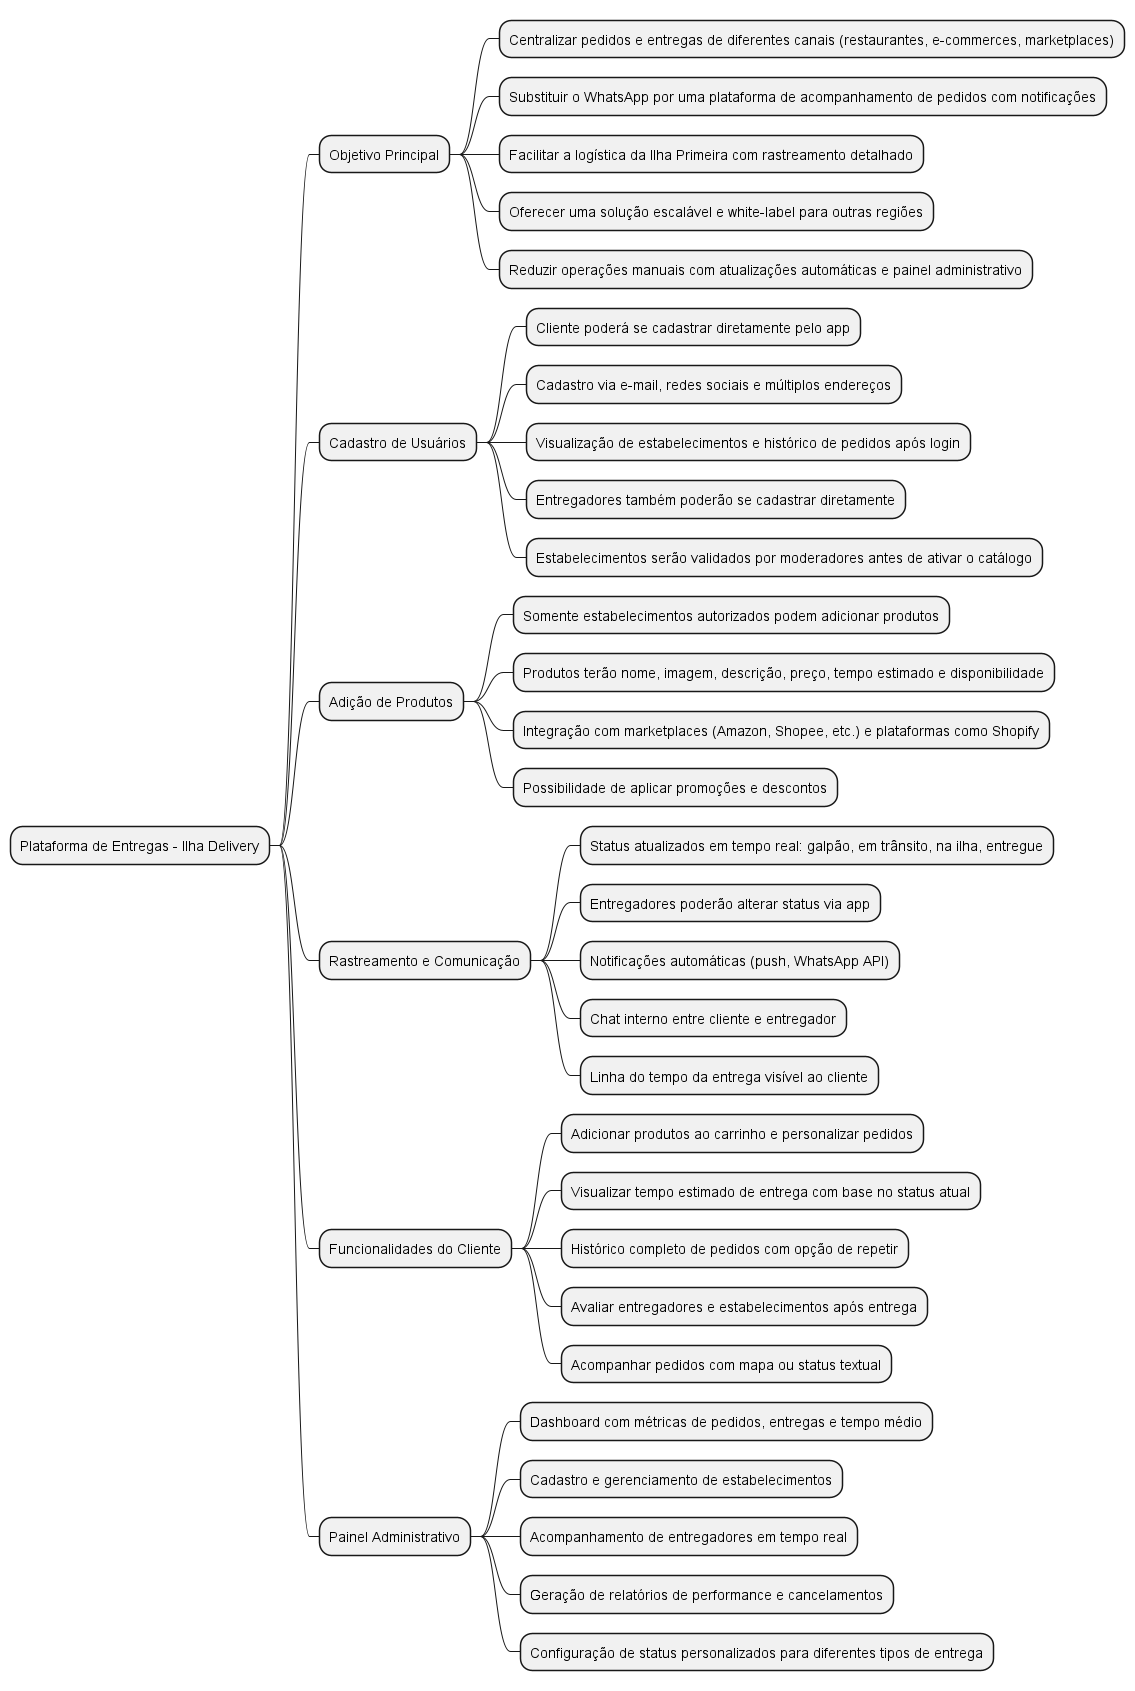 Plataforma de Entregas - Ilha Delivery
Objetivo Principal
Centralizar pedidos e entregas de diferentes canais (restaurantes, e-commerces, marketplaces)
Substituir o WhatsApp por uma plataforma de acompanhamento de pedidos com notificações
Facilitar a logística da Ilha Primeira com rastreamento detalhado
Oferecer uma solução escalável e white-label para outras regiões
Reduzir operações manuais com atualizações automáticas e painel administrativo
Cadastro de Usuários
Cliente poderá se cadastrar diretamente pelo app
Cadastro via e-mail, redes sociais e múltiplos endereços
Visualização de estabelecimentos e histórico de pedidos após login
Entregadores também poderão se cadastrar diretamente
Estabelecimentos serão validados por moderadores antes de ativar o catálogo
Adição de Produtos
Somente estabelecimentos autorizados podem adicionar produtos
Produtos terão nome, imagem, descrição, preço, tempo estimado e disponibilidade
Integração com marketplaces (Amazon, Shopee, etc.) e plataformas como Shopify
Possibilidade de aplicar promoções e descontos
Rastreamento e Comunicação
Status atualizados em tempo real: galpão, em trânsito, na ilha, entregue
Entregadores poderão alterar status via app
Notificações automáticas (push, WhatsApp API)
Chat interno entre cliente e entregador
Linha do tempo da entrega visível ao cliente
Funcionalidades do Cliente
Adicionar produtos ao carrinho e personalizar pedidos
Visualizar tempo estimado de entrega com base no status atual
Histórico completo de pedidos com opção de repetir
Avaliar entregadores e estabelecimentos após entrega
Acompanhar pedidos com mapa ou status textual
Painel Administrativo
Dashboard com métricas de pedidos, entregas e tempo médio
Cadastro e gerenciamento de estabelecimentos
Acompanhamento de entregadores em tempo real
Geração de relatórios de performance e cancelamentos
Configuração de status personalizados para diferentes tipos de entrega